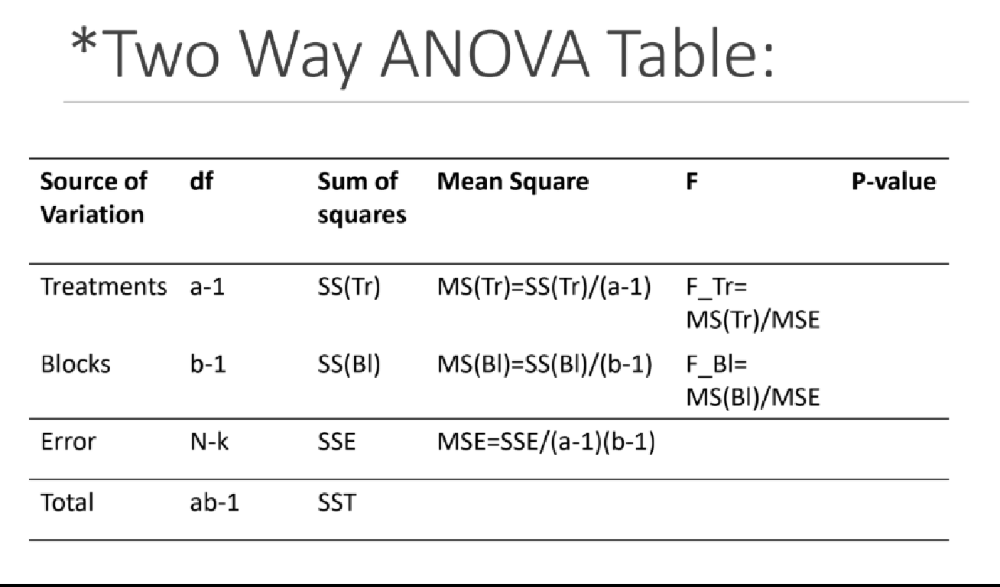 *Two Way ANOVA Table:
Source of Variation df Sum of squares Mean Square F P-value
Treatments a-1 SS(Tr) MS(Tr)=SS(Tr)/(a-1) F_Tr= MS(Tr)/MSE
Blocks b-1 SS(Bl) MS(Bl)=SS(Bl)/(b-1) F_Bl= MS(Bl)/MSE
Error N-k SSE MSE=SSE/(a-1)(b-1)
Total ab-1 SST